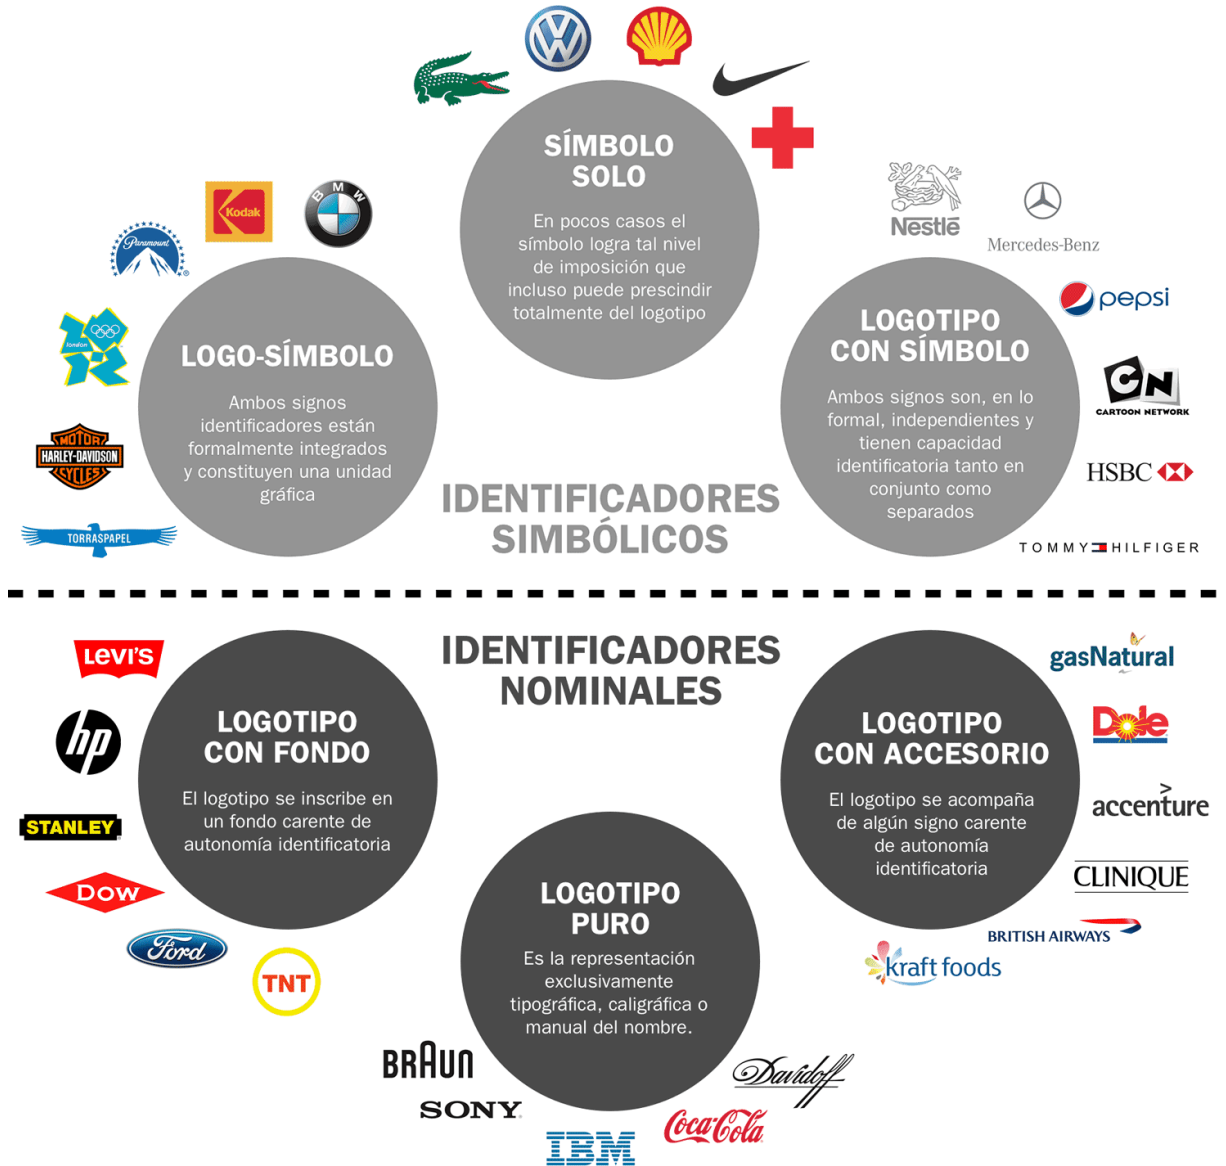 SÍMBOLO
SOLO
En pocos casos el
símbolo logra tal nivel
de imposición que
incluso puede prescindir
totalmente del logotipo
Kodak
BMW
Paramount
london
MOTOR
HARLEY-DAVIDSON
CYCLES
TORRASPAPEL
LOGO-SÍMBOLO
Ambos signos
identificadores están
formalmente integrados
y constituyen una unidad
gráfica
Nestlé
Mercedes-Benz
pepsi
CN
CARTOON NETWORK
HSBC
TOMMY HILFIGER
LOGOTIPO
CON SÍMBOLO
Ambos signos son, en lo
formal, independientes y
tienen capacidad
identificatoria tanto en
conjunto como
separados
IDENTIFICADORES
SIMBÓLICOS
IDENTIFICADORES
NOMINALES
LEVI'S
hp
STANLEY
DOW
Ford
TNT
LOGOTIPO
CON FONDO
El logotipo se inscribe en
un fondo carente de
autonomía identificatoria
LOGOTIPO
PURO
Es la representación
exclusivamente
tipográfica, caligráfica o
manual del nombre.
BRAUN
SONY
IBM
Coca-Cola
Davidoff
LOGOTIPO
CON ACCESORIO
El logotipo se acompaña
de algún signo carente
de autonomía
identificatoria
gasNatural
Dole
accenture
CLINIQUE
BRITISH AIRWAYS
kraft foods